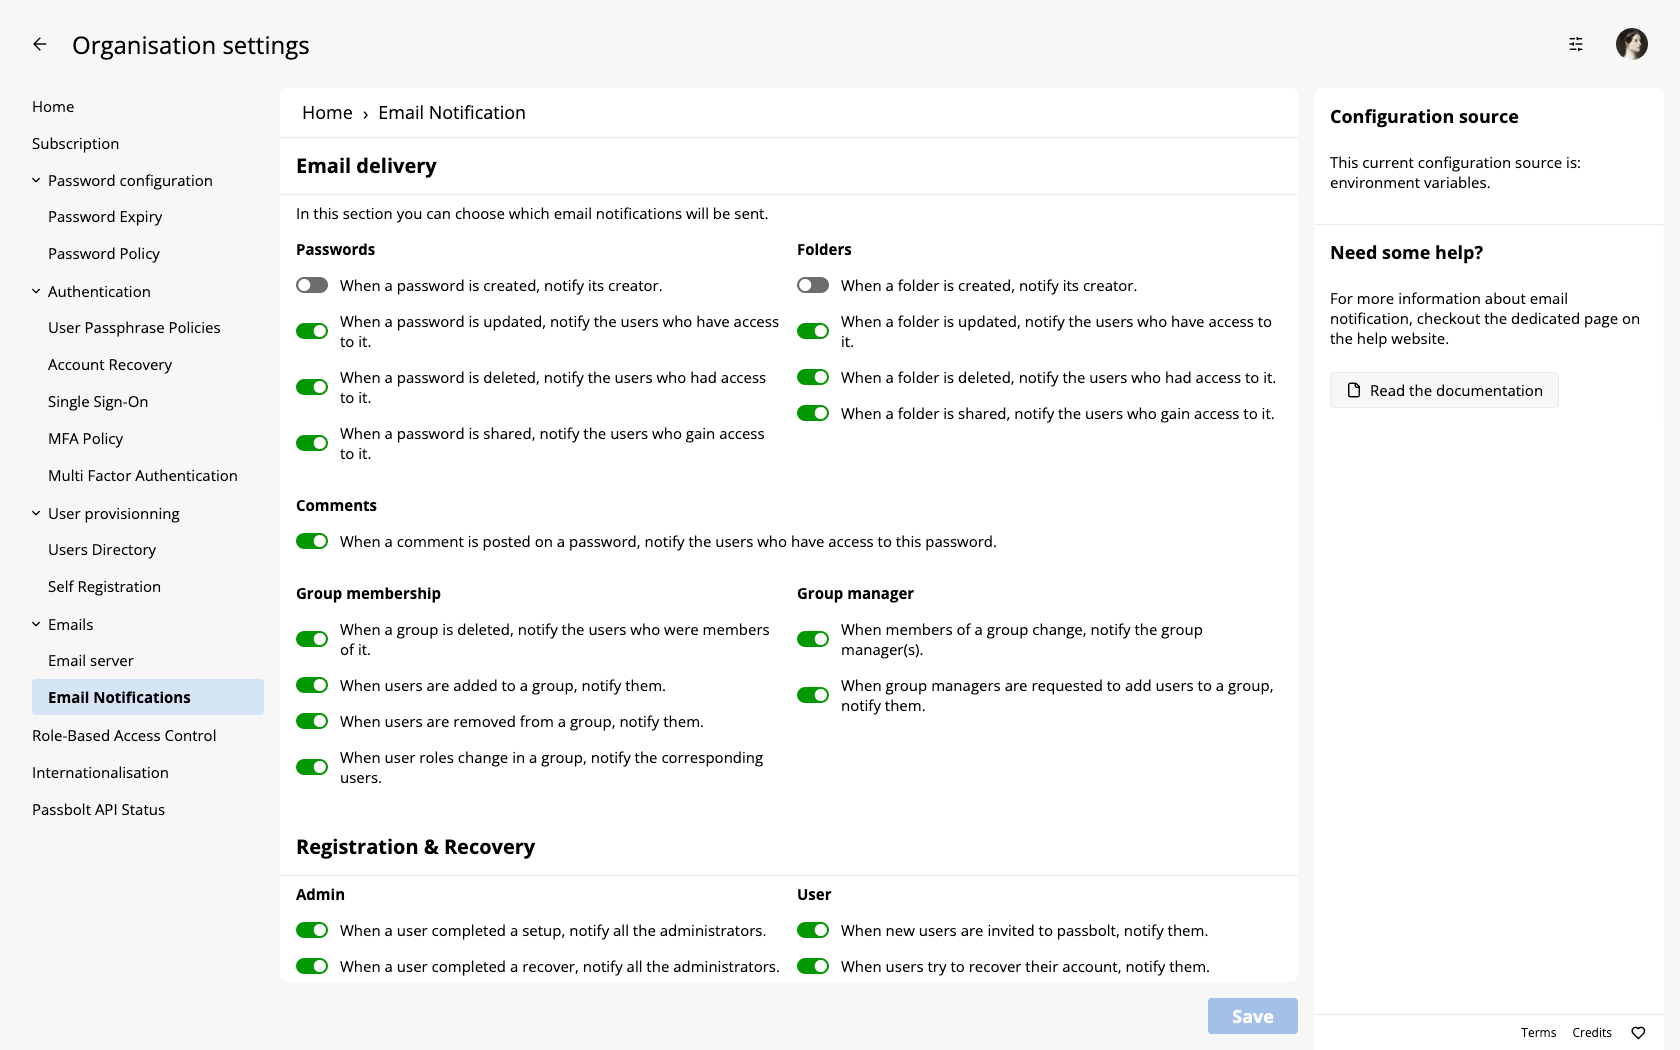 Organisation settings
Home
Subscription
Password configuration
Password Expiry
Password Policy
Authentication
User Passphrase Policies
Account Recovery
Single Sign-On
MFA Policy
Multi Factor Authentication
User provisionning
Users Directory
Self Registration
Emails
Email server
Email Notifications
Role-Based Access Control
Internationalisation
Passbolt API Status
Home › Email Notification
Email delivery
In this section you can choose which email notifications will be sent.
Passwords
When a password is created, notify its creator.
When a password is updated, notify the users who have access
to it.
When a password is deleted, notify the users who had access
to it.
When a password is shared, notify the users who gain access
to it.
Folders
When a folder is created, notify its creator.
When a folder is updated, notify the users who have access to
it.
When a folder is deleted, notify the users who had access to it.
When a folder is shared, notify the users who gain access to it.
Comments
When a comment is posted on a password, notify the users who have access to this password.
Group membership
When a group is deleted, notify the users who were members
of it.
When users are added to a group, notify them.
When users are removed from a group, notify them.
When user roles change in a group, notify the corresponding
users.
Group manager
When members of a group change, notify the group
manager(s).
When group managers are requested to add users to a group,
notify them.
Registration & Recovery
Admin
When a user completed a setup, notify all the administrators.
When a user completed a recover, notify all the administrators.
User
When new users are invited to passbolt, notify them.
When users try to recover their account, notify them.
Save
Configuration source
This current configuration source is:
environment variables.
Need some help?
For more information about email
notification, checkout the dedicated page on
the help website.
Read the documentation
Terms Credits